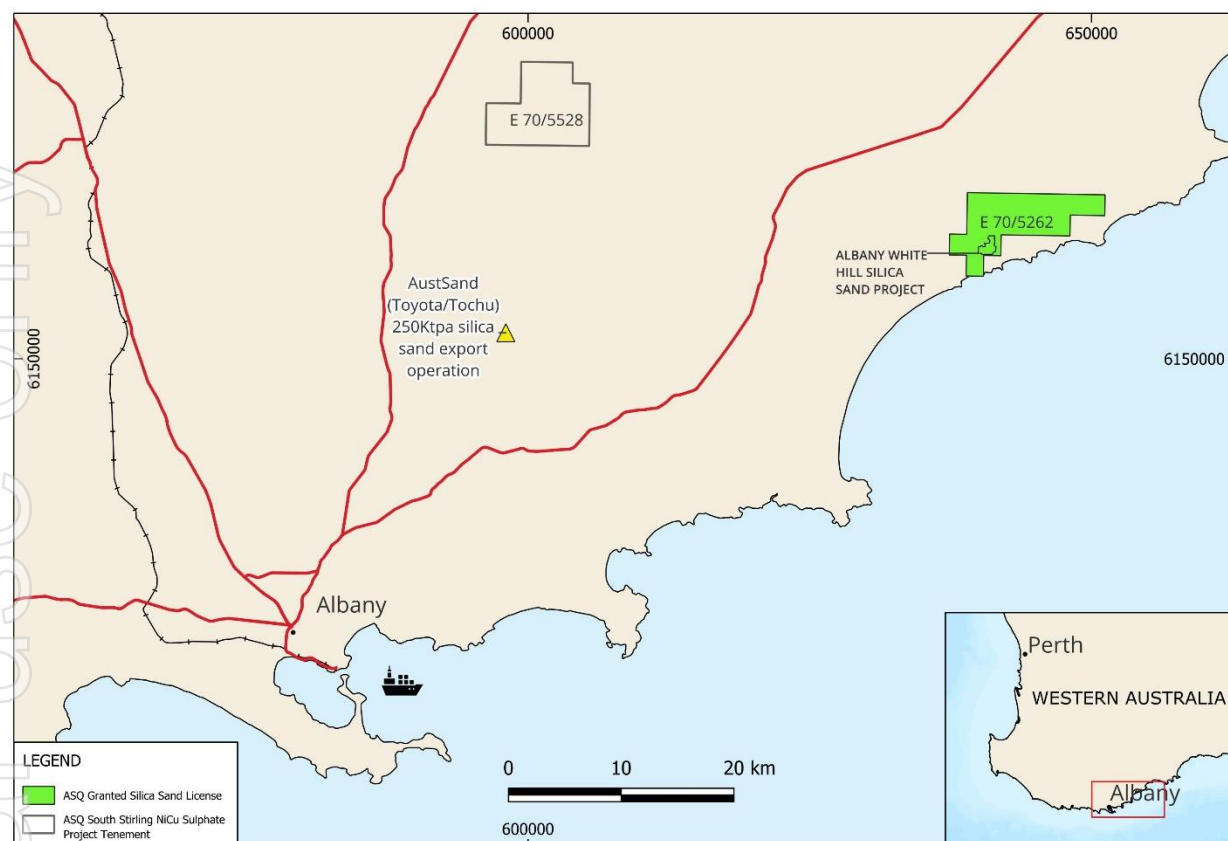 600000
650000
E 70/5528
E 70/5262
ALBANY WHITE
HILL SILICA
SAND PROJECT
AustSand
(Toyota/Tochu)
250Ktpa silica
sand export
operation
6150000
6150000
Albany
Perth
WESTERN AUSTRALIA
Albany
LEGEND
ASQ Granted Silica Sand License
ASQ South Stirling NiCu Sulphate
Project Tenement
0 10 20 km
600000